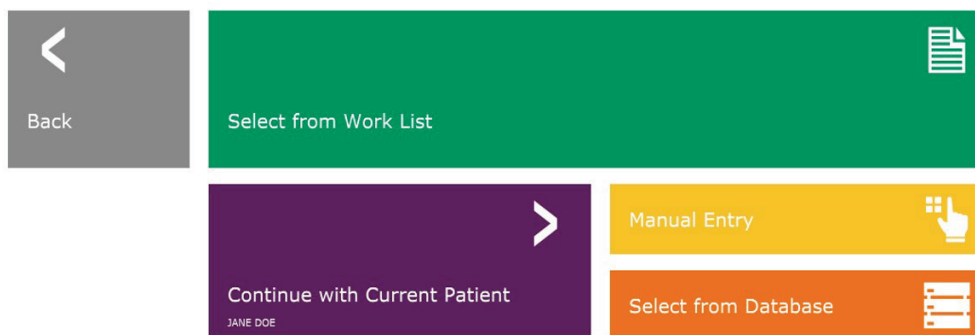 Back
Select from Work List
Manual Entry
Continue with Current Patient
JANE DOE
Select from Database